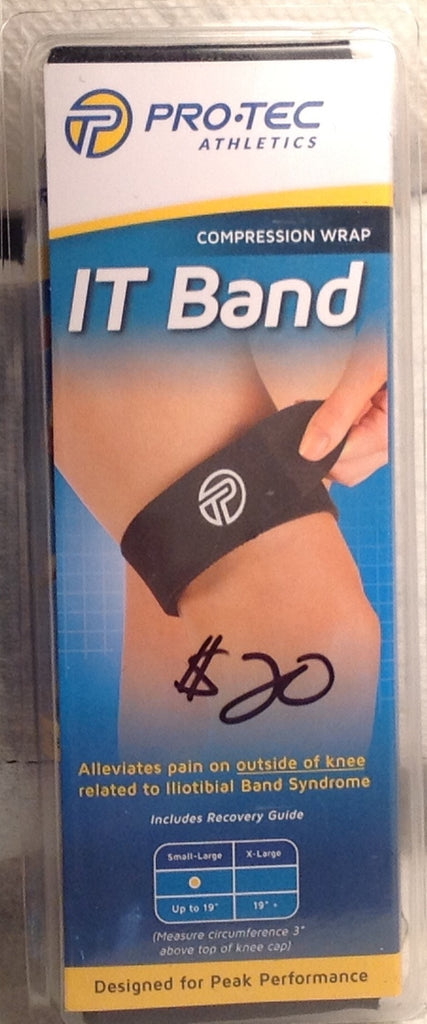 PRO•TEC
ATHLETICS
COMPRESSION WRAP
IT Band
$20
Alleviates pain on outside of knee
related to Iliotibial Band Syndrome
Includes Recovery Guide
Small-Large X-Large
Up to 19" 19" +
(Measure circumference 3"
above top of knee cap)
Designed for Peak Performance